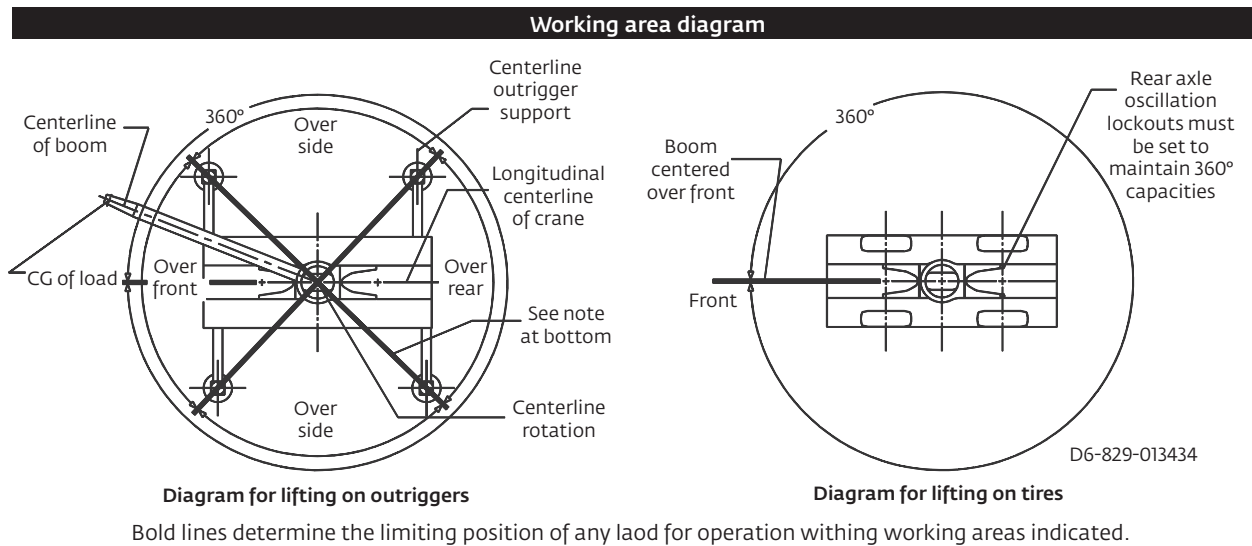 Working area diagram
Centerline
outrigger
support
360°
Over
side
Centerline
of boom
Longitudinal
centerline
of crane
CG of load
Over
front
Over
rear
See note
at bottom
Over
side
Centerline
rotation
Diagram for lifting on outriggers
360°
Rear axle
oscillation
lockouts must
be set to
maintain 360°
capacities
Boom
centered
over front
Front
D6-829-013434
Diagram for lifting on tires
Bold lines determine the limiting position of any laod for operation withing working areas indicated.